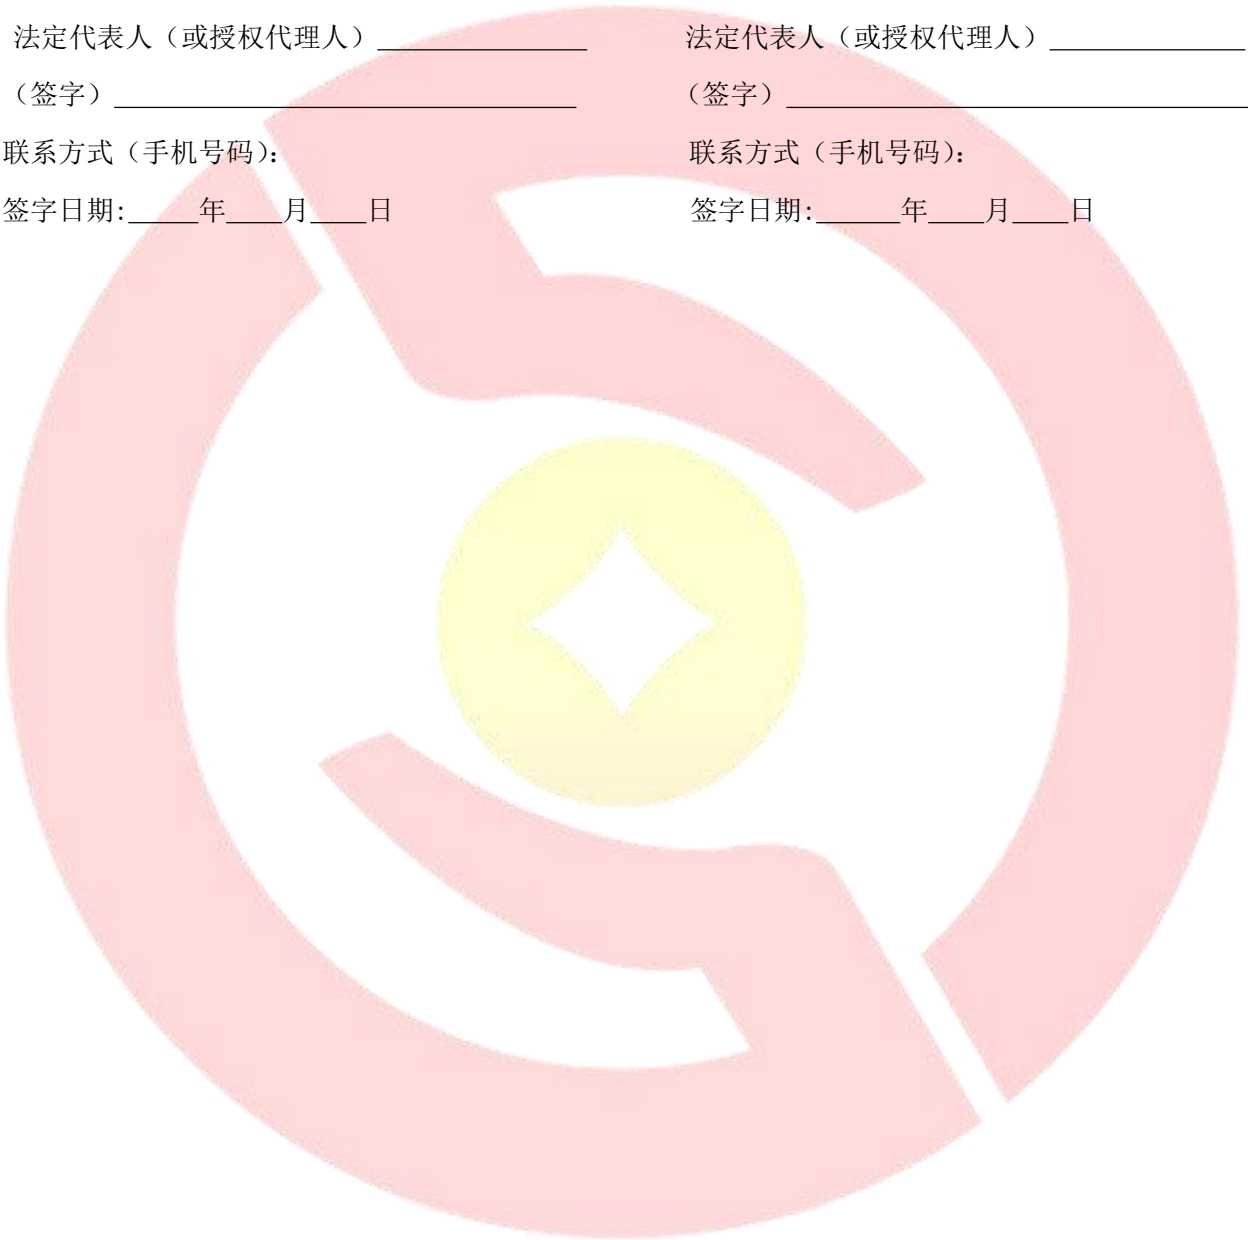 法定代表人（或授权代理人）_______________ 法定代表人（或授权代理人）______________
（签字）_________________________________ （签字）_________________________________
联系方式（手机号码）： 联系方式（手机号码）：
签字日期:_____年____月____日 签字日期:______年____月____日